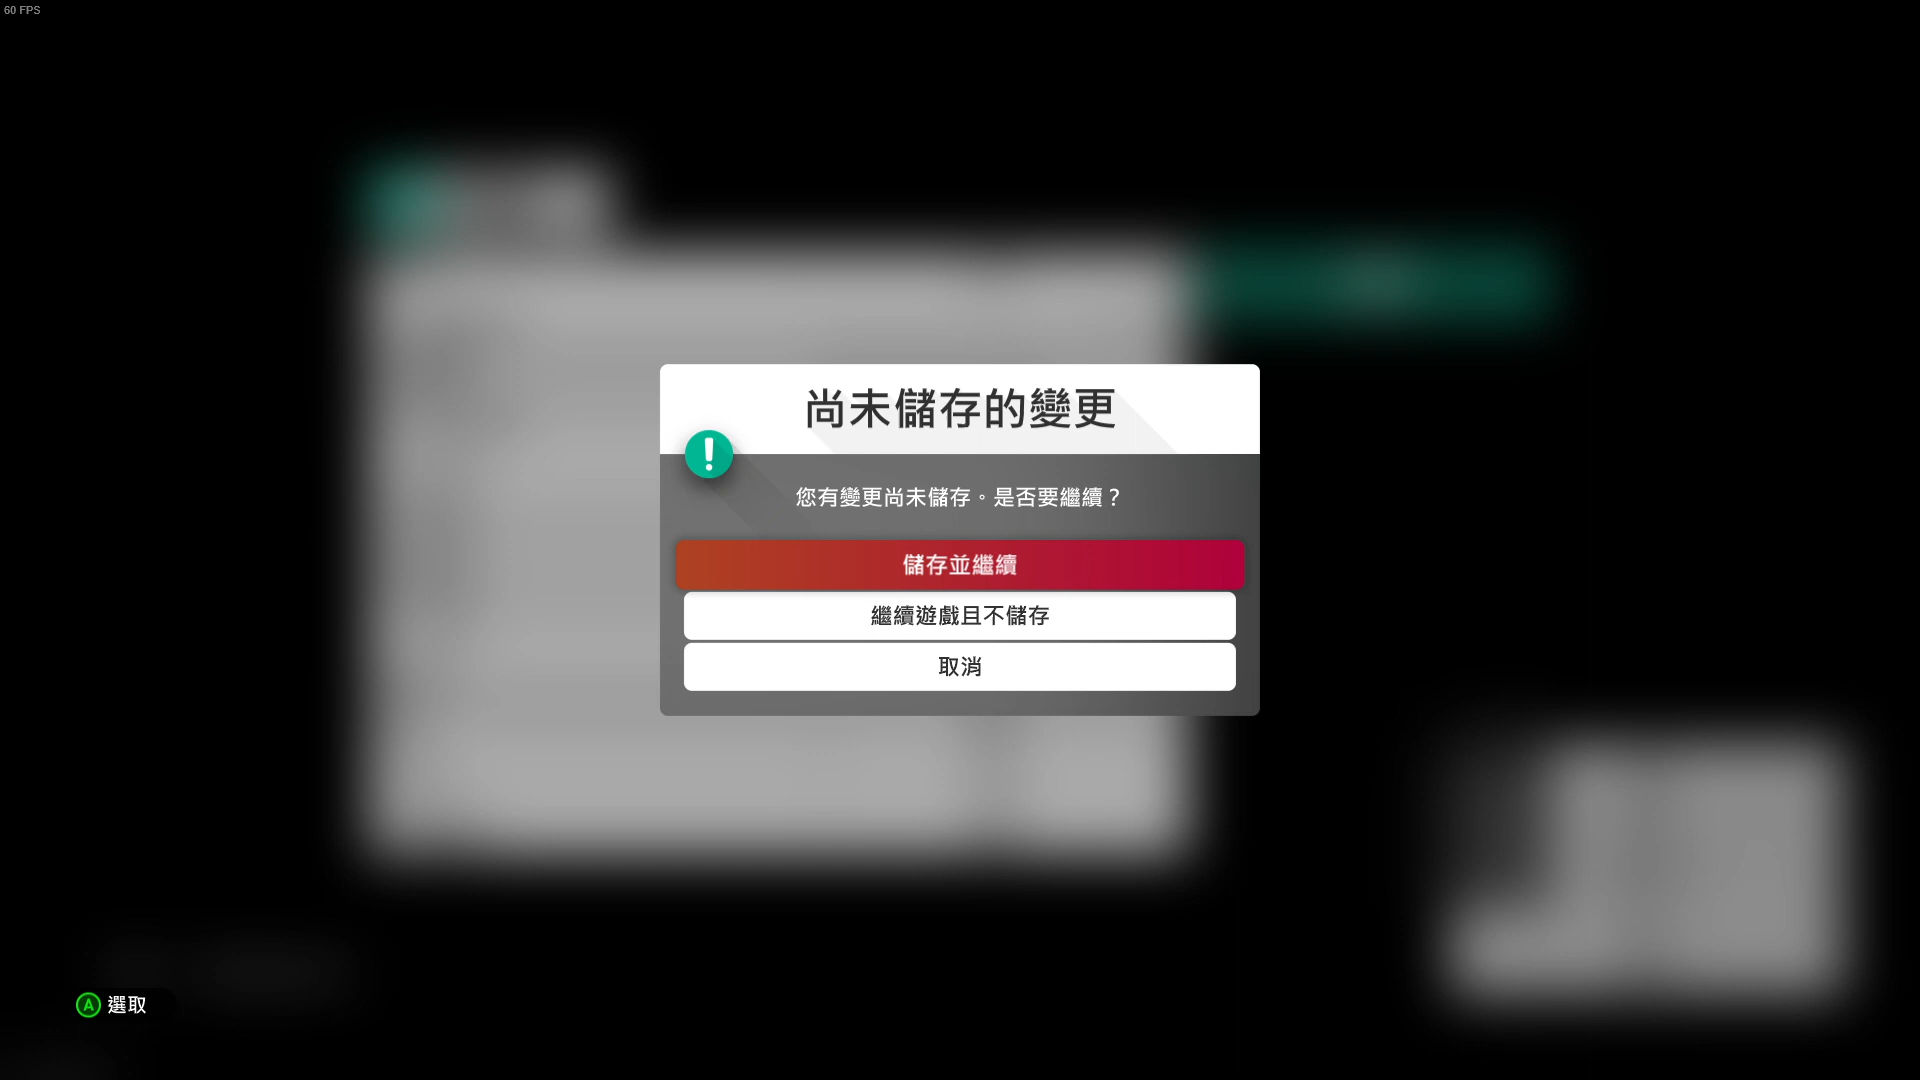 60 FPS
尚未儲存的變更
您有變更尚未儲存。是否要繼續？
儲存並繼續
繼續遊戲且不儲存
取消
A 選取